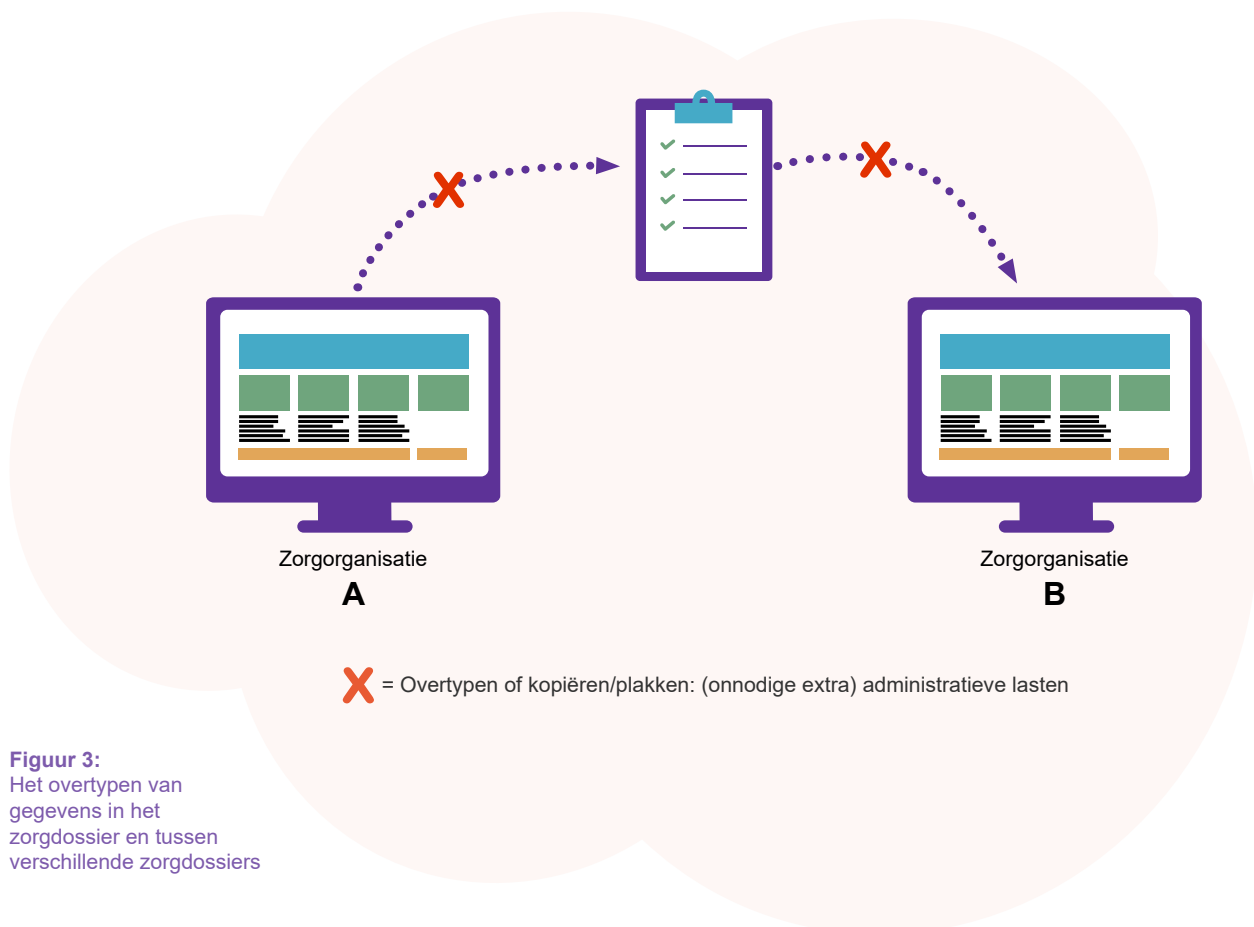 Zorgorganisatie
A
Zorgorganisatie
B
= Overtypen of kopiëren/plakken: (onnodige extra) administratieve lasten
Figuur 3:
Het overtypen van
gegevens in het
zorgdossier en tussen
verschillende zorgdossiers